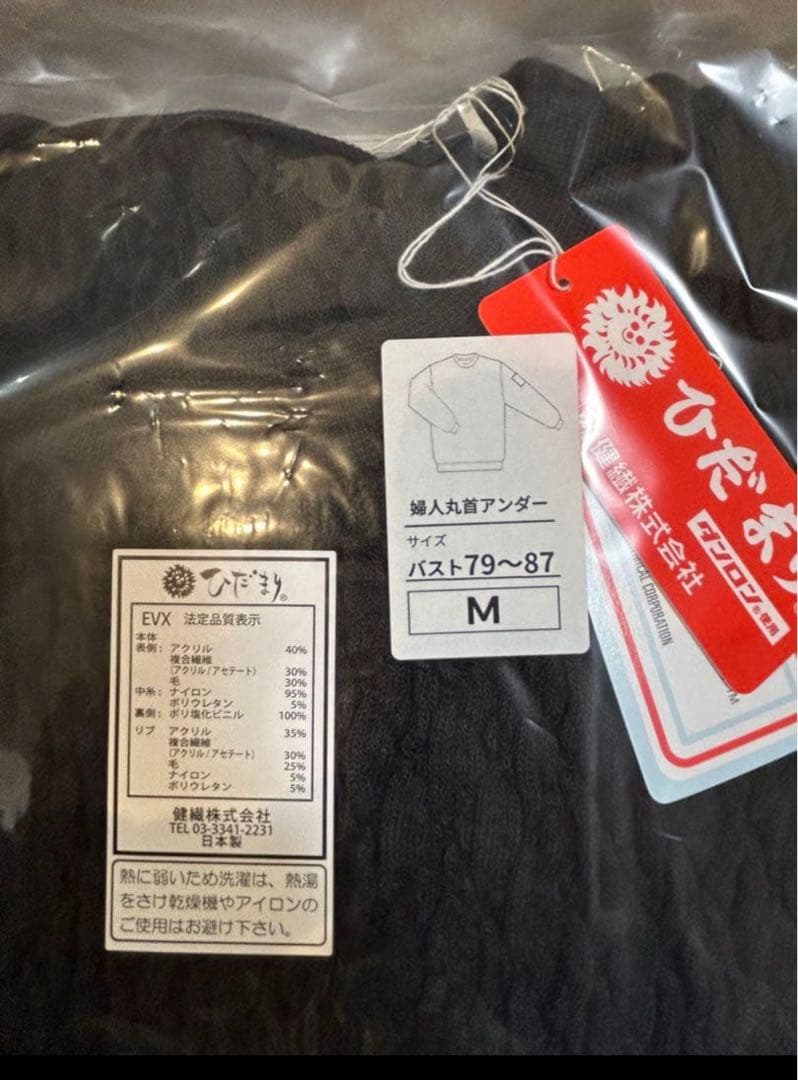 ひだまり®
健繊株式会社
ダンロン®使用
ICAL CORPORATION
婦人丸首アンダー
サイズ
バスト79〜87
M
ひだまり®
EVX 法定品質表示
本体
表側: アクリル 40%
複合繊維
(アクリル/アセテート) 30%
毛 30%
中糸: ナイロン 95%
ポリウレタン 5%
裏側: ポリ塩化ビニル 100%
リブ アクリル 35%
複合繊維
(アクリル/アセテート) 30%
毛 25%
ナイロン 5%
ポリウレタン 5%
健繊株式会社
TEL 03-3341-2231
日本製
熱に弱いため洗濯は、熱湯
をさけ乾燥機やアイロンの
ご使用はお避け下さい。